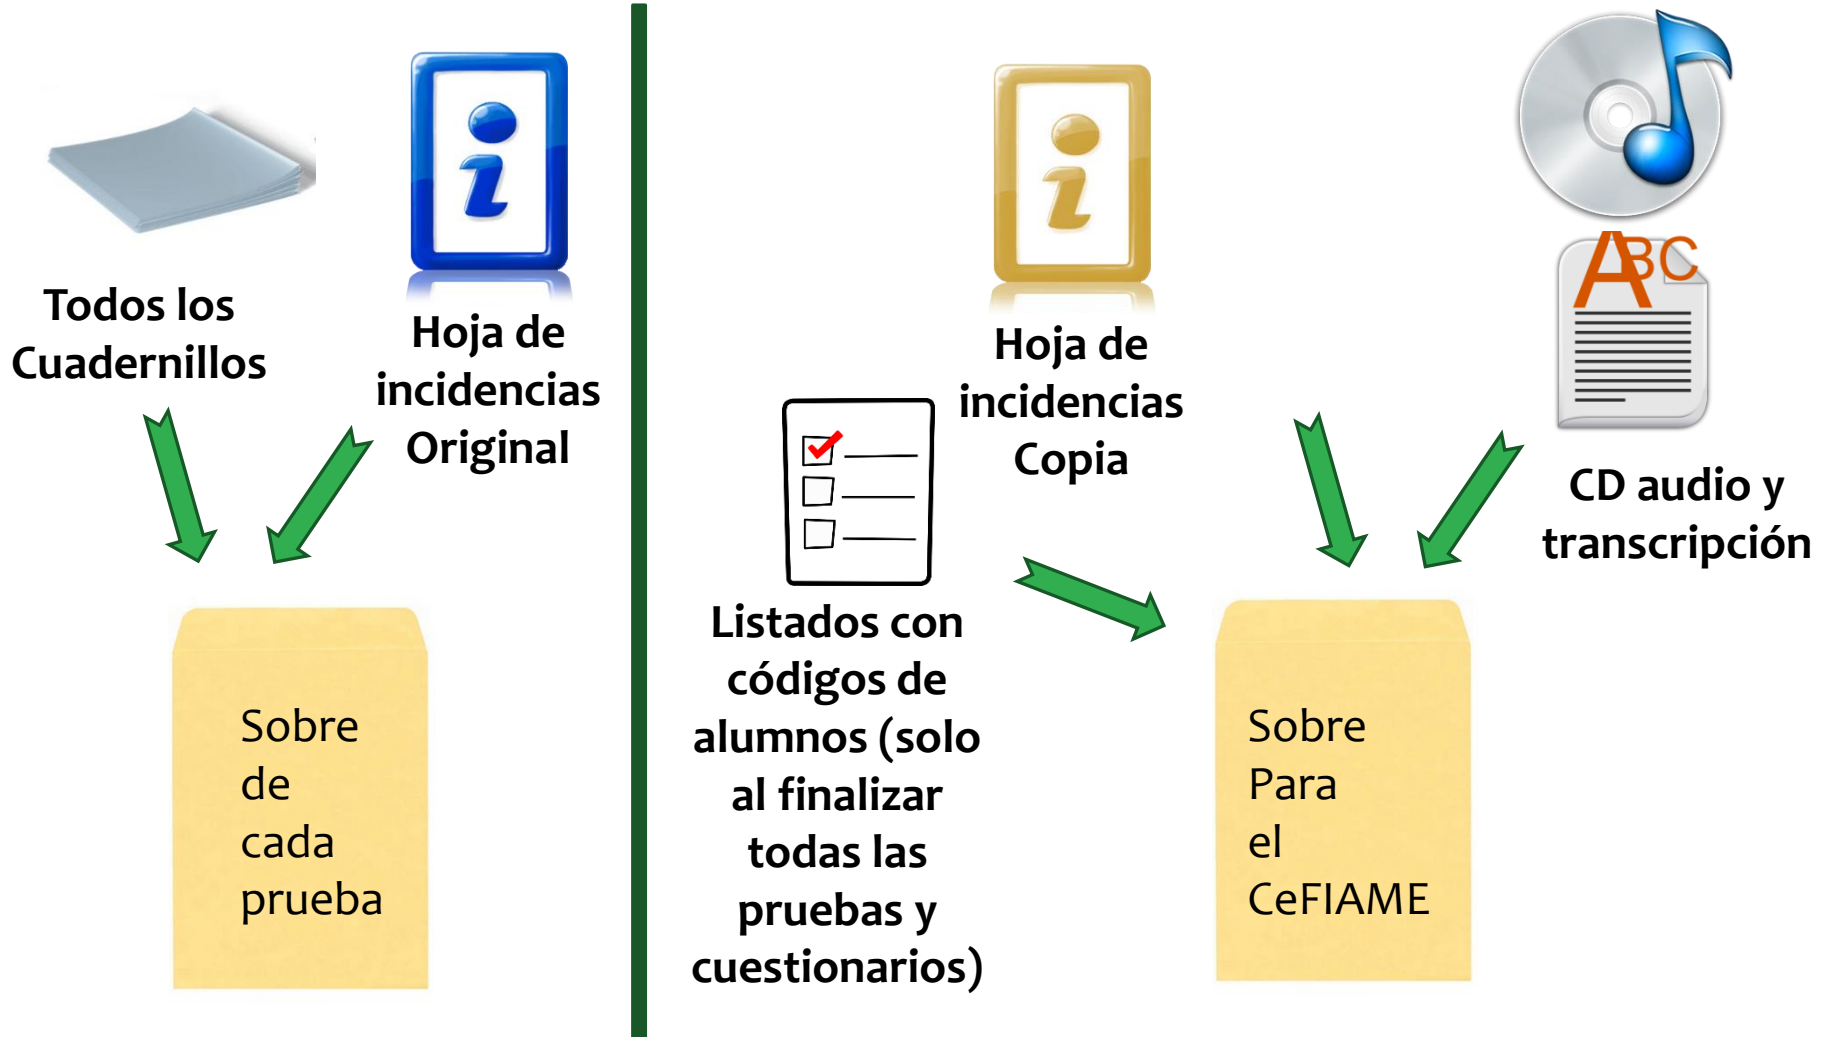 Todos los
Cuadernillos
Hoja de
incidencias
Original
Sobre
de
cada
prueba
Hoja de
incidencias
Copia
ABC
CD audio y
transcripción
Listados con
códigos de
alumnos (solo
al finalizar
todas las
pruebas y
cuestionarios)
Sobre
Para
el
CeFIAME